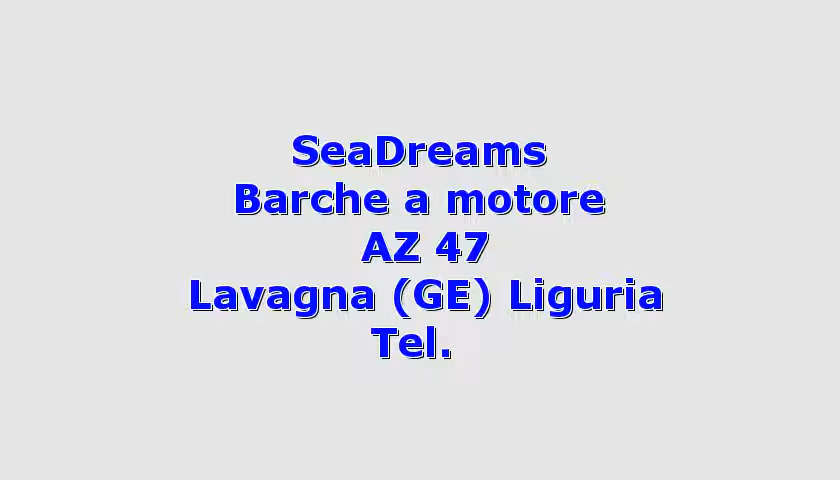 SeaDreams
Barche a motore
AZ 47
Lavagna (GE) Liguria
Tel.